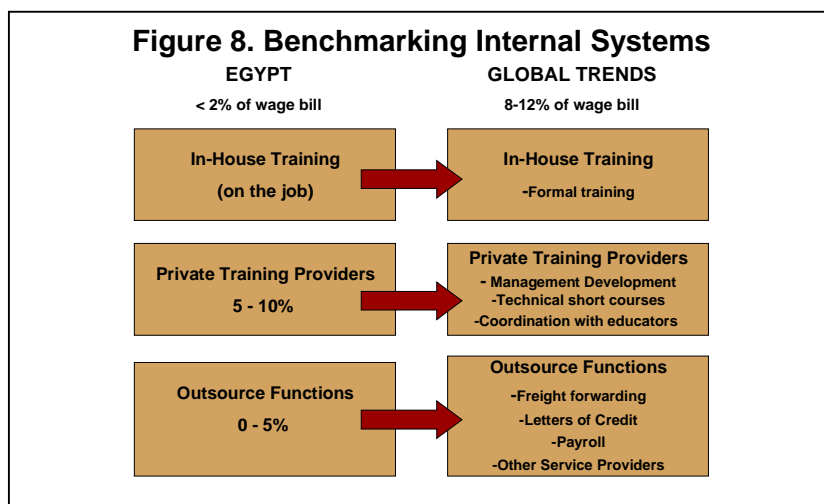 Figure 8. Benchmarking Internal Systems
EGYPT
< 2% of wage bill
GLOBAL TRENDS
8-12% of wage bill
In-House Training
(on the job)
In-House Training
-Formal training
Private Training Providers
5 - 10%
Private Training Providers
- Management Development
-Technical short courses
-Coordination with educators
Outsource Functions
0 - 5%
Outsource Functions
-Freight forwarding
-Letters of Credit
-Payroll
-Other Service Providers